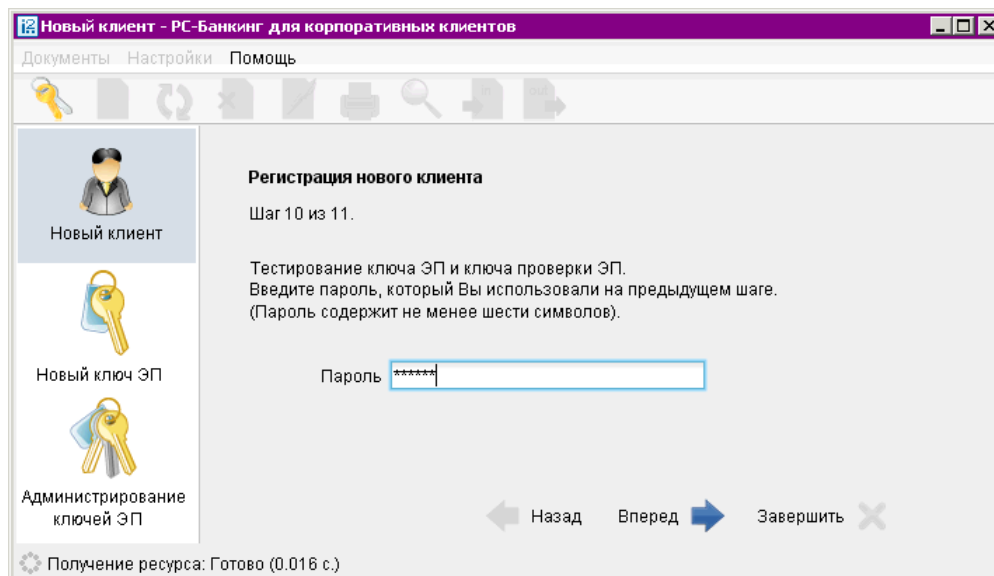 Новый клиент - РС-Банкинг для корпоративных клиентов
Документы Настройки Помощь
in out
Новый клиент
Новый ключ ЭП
Администрирование
ключей ЭП
Регистрация нового клиента
Шаг 10 из 11.
Тестирование ключа ЭП и ключа проверки ЭП.
Введите пароль, который Вы использовали на предыдущем шаге.
(Пароль содержит не менее шести символов).
Пароль ******
Назад Вперед Завершить
Получение ресурса: Готово (0.016 с.)